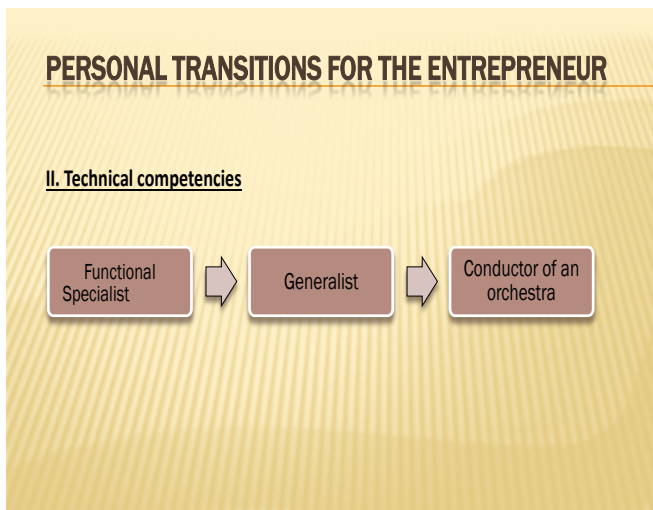 PERSONAL TRANSITIONS FOR THE ENTREPRENEUR
II. Technical competencies
Functional
Specialist
Generalist
Conductor of an
orchestra